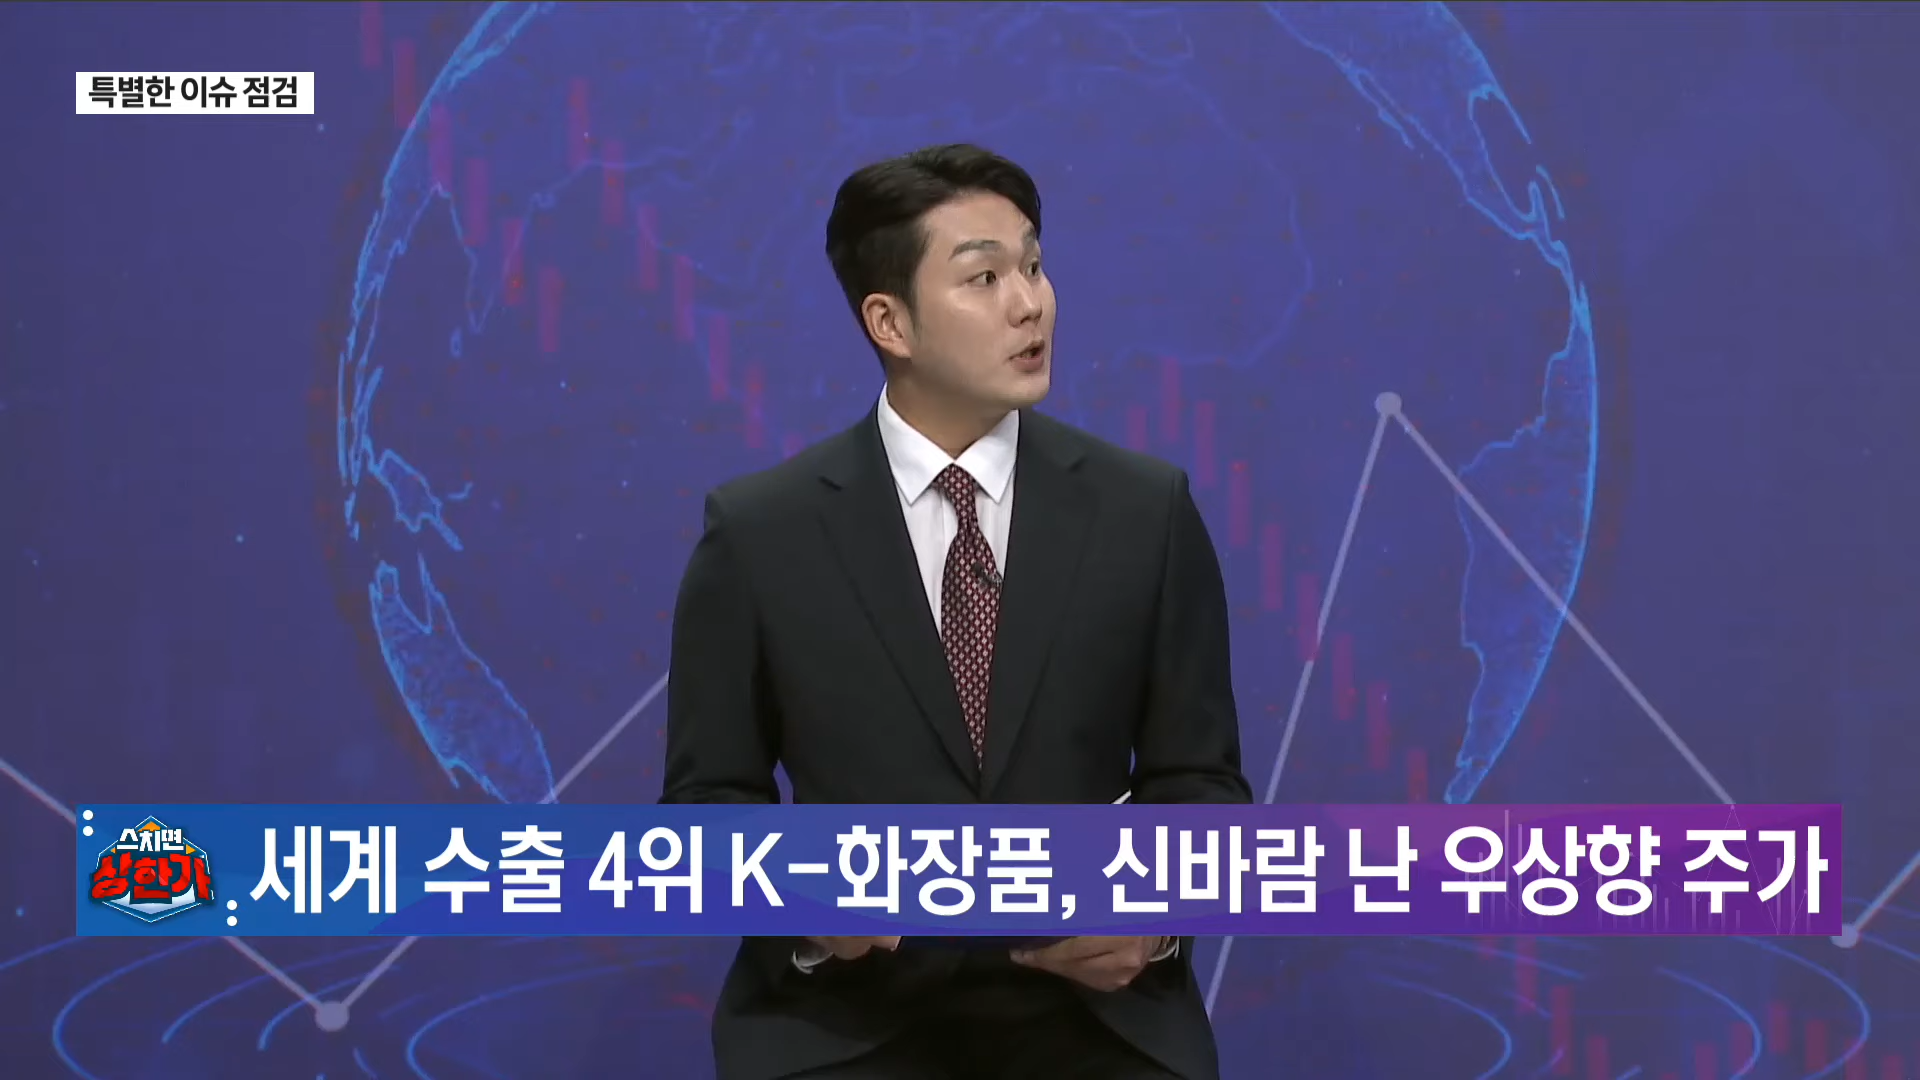 특별한 이슈 점검
스치면
상한가
세계 수출 4위 K-화장품, 신바람 난 우상향 주가